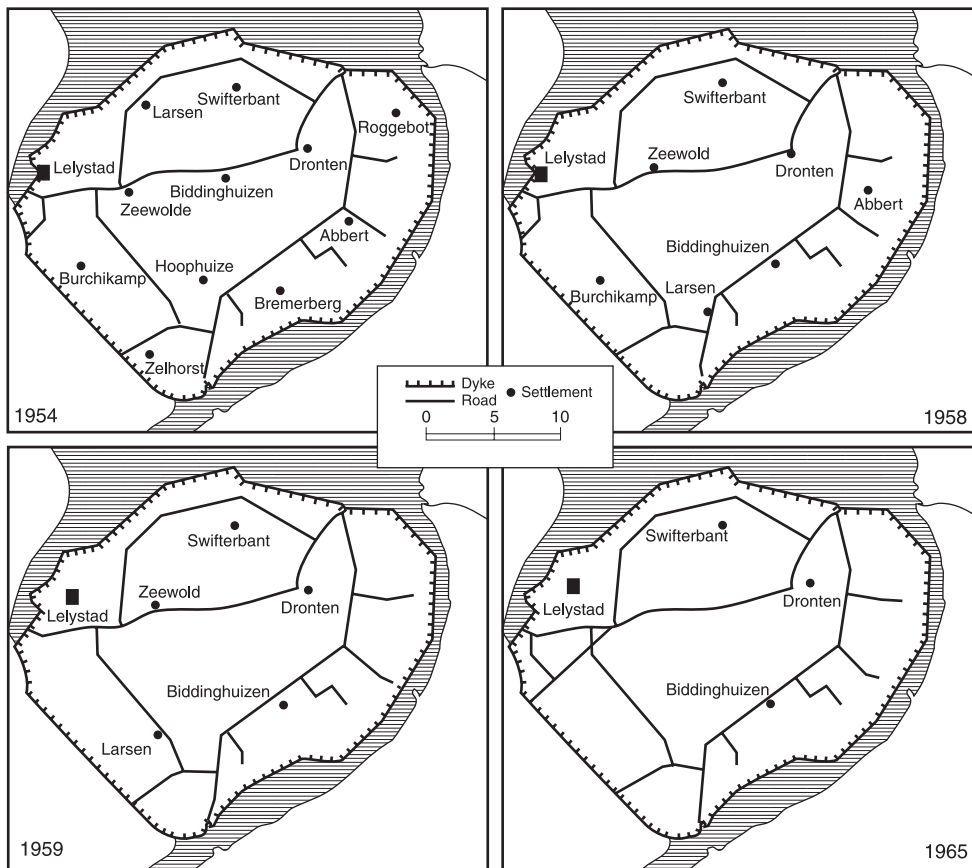 Swifterbant
Larsen
Roggebot
Lelystad
Dronten
Biddinghuizen
Zeewolde
Abbert
Hoophuize
Burchikamp
Bremerberg
Zelhorst
1954
Swifterbant
Lelystad
Zeewold
Dronten
Abbert
Biddinghuizen
Larsen
Burchikamp
1958
Dyke
Road
Settlement
0 5 10
Swifterbant
Zeewold
Lelystad
Dronten
Biddinghuizen
Larsen
1959
Swifterbant
Lelystad
Dronten
Biddinghuizen
1965